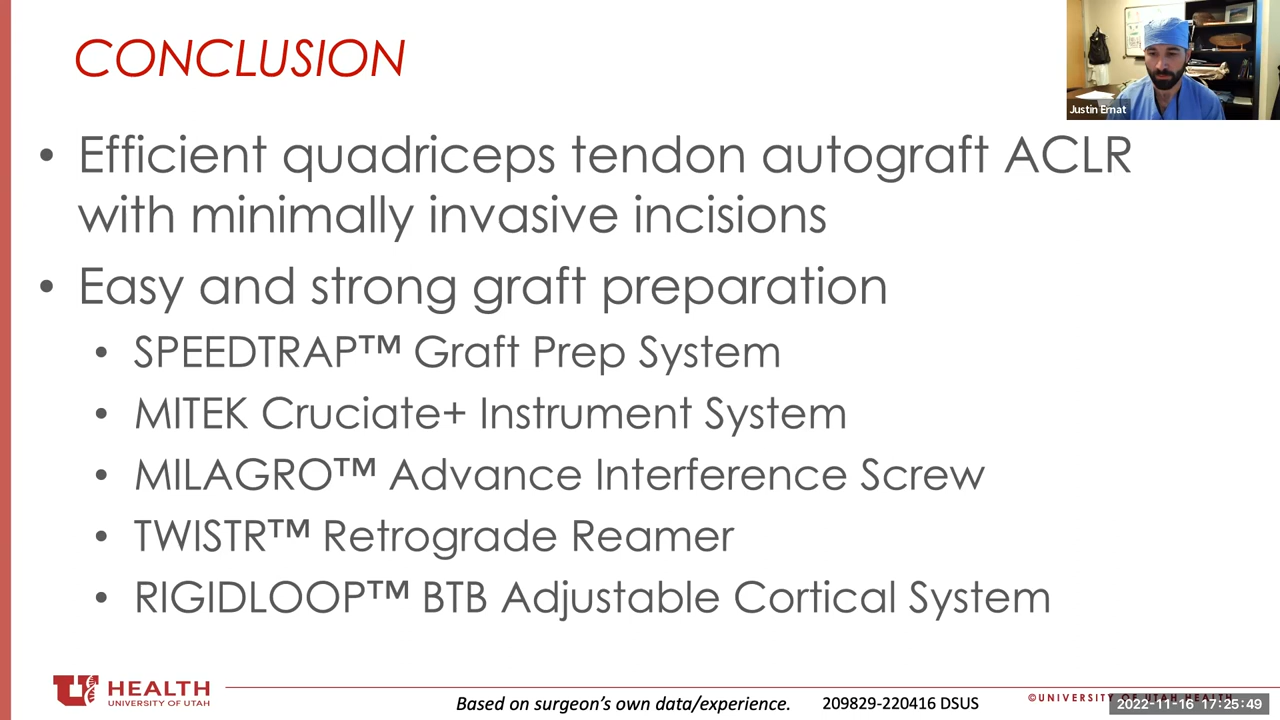 CONCLUSION
Justin Ernat
• Efficient quadriceps tendon autograft ACLR
with minimally invasive incisions
• Easy and strong graft preparation
• SPEEDTRAP™ Graft Prep System
• MITEK Cruciate+ Instrument System
• MILAGRO™ Advance Interference Screw
• TWISTR™ Retrograde Reamer
• RIGIDLOOP™ BTB Adjustable Cortical System
U HEALTH
UNIVERSITY OF UTAH
Based on surgeon's own data/experience.
209829-220416 DSUS
©UNIVERSITY OF UTAH HEALTH
2022-11-16 17:25:49